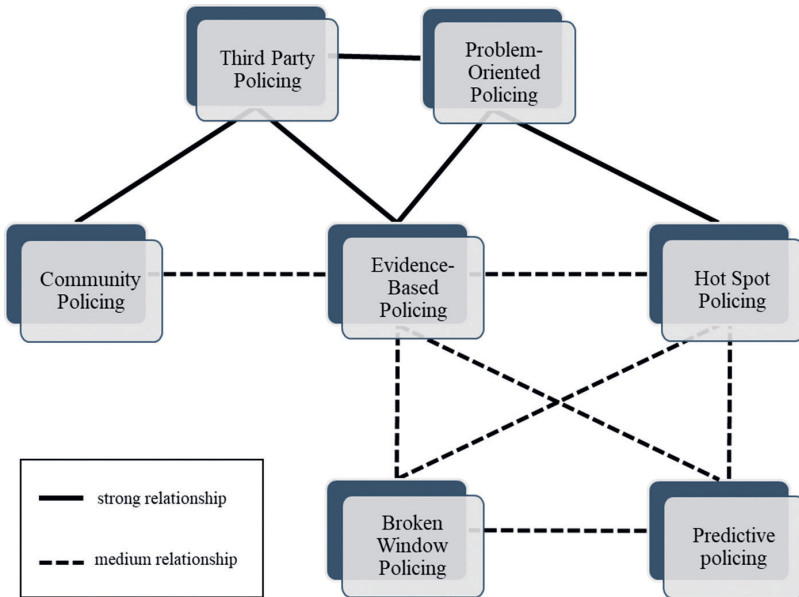 Third Party
Policing
Problem-
Oriented
Policing
Community
Policing
Evidence-
Based
Policing
Hot Spot
Policing
Broken
Window
Policing
Predictive
policing
strong relationship
medium relationship